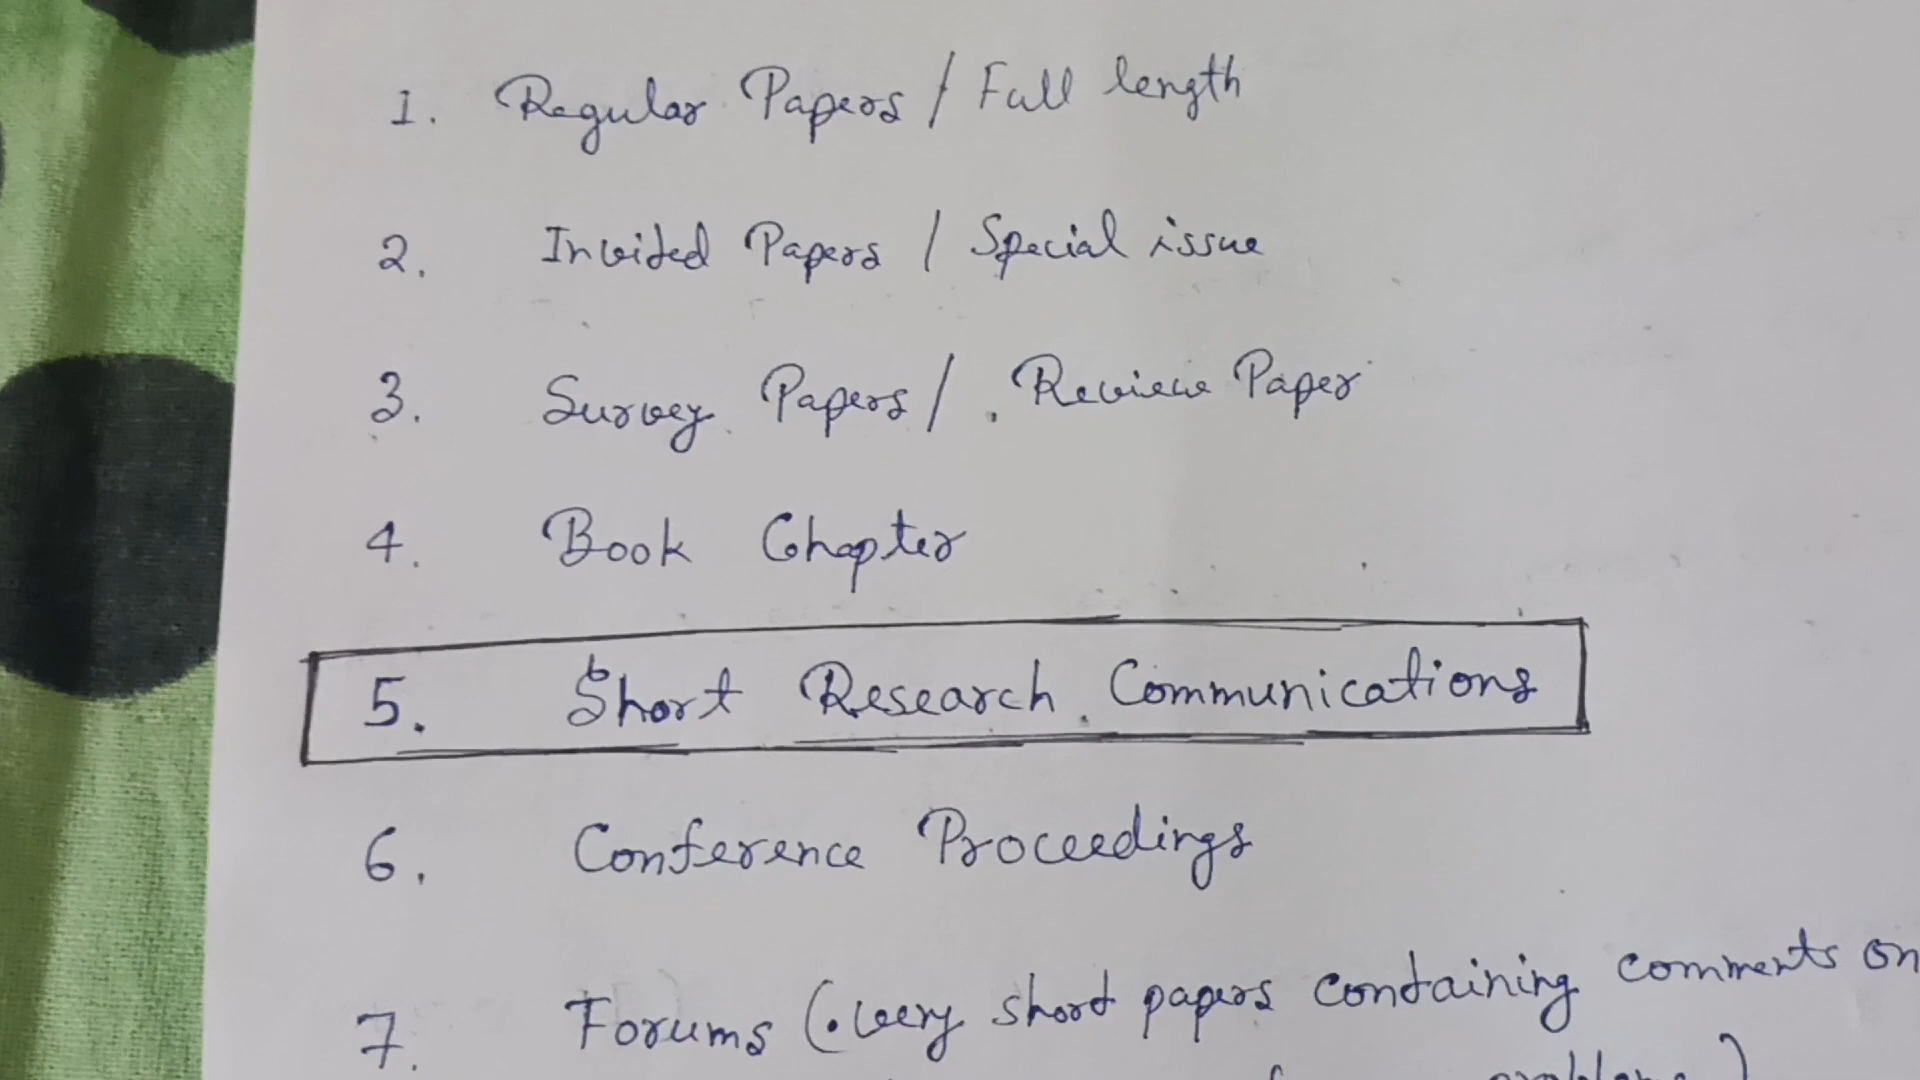 1. Regular Papers / Full length
2. Invited Papers / Special issue
3. Survey Papers / Review Paper
4. Book Chapter
5. Short Research Communications
6. Conference Proceedings
7. Forums (very short papers containing comments on
problems)